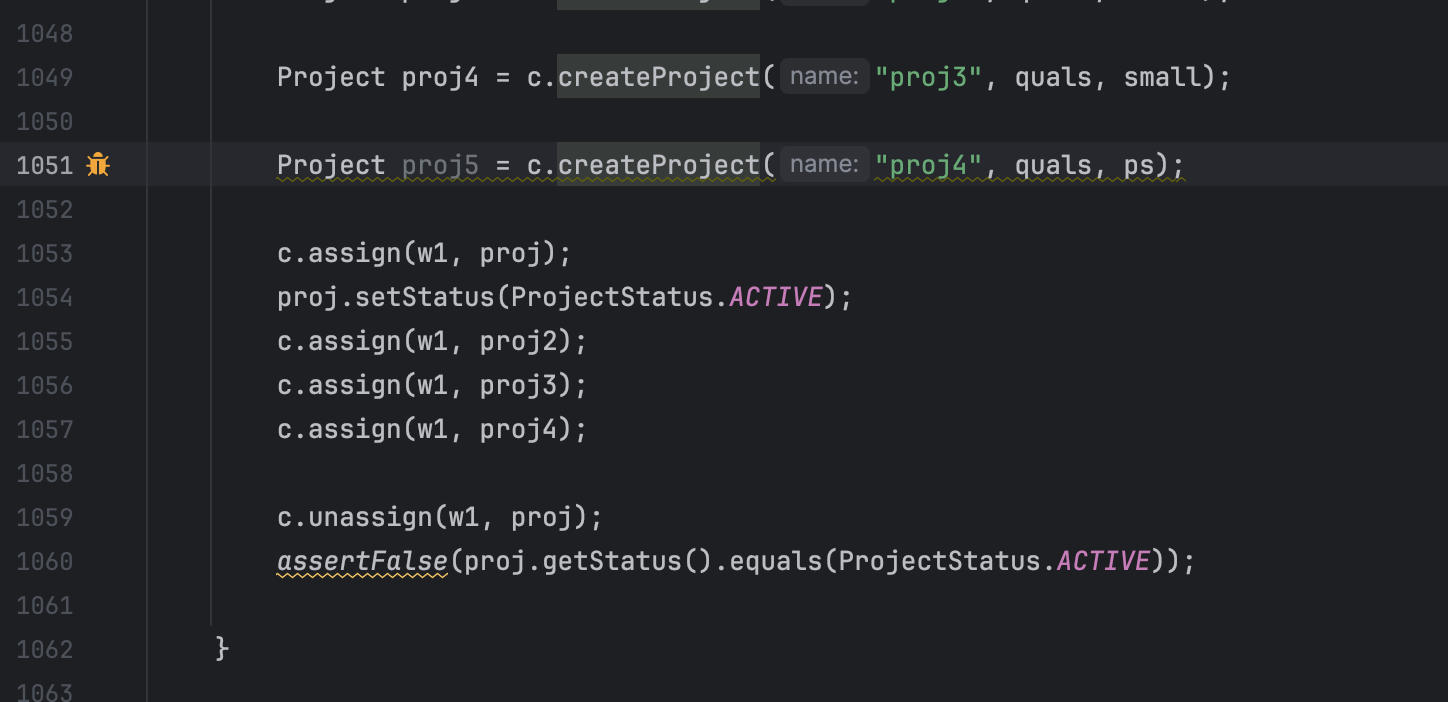 1048
1049 Project proj4 = c.createProject( name: "proj3", quals, small);
1050
1051 Project proj5 = c.createProject( name: "proj4", quals, ps);
1052
1053 c.assign(w1, proj);
1054 proj.setStatus(ProjectStatus.ACTIVE);
1055 c.assign(w1, proj2);
1056 c.assign(w1, proj3);
1057 c.assign(w1, proj4);
1058
1059 c.unassign(w1, proj);
1060 assertFalse(proj.getStatus().equals(ProjectStatus.ACTIVE));
1061
1062 }
1063